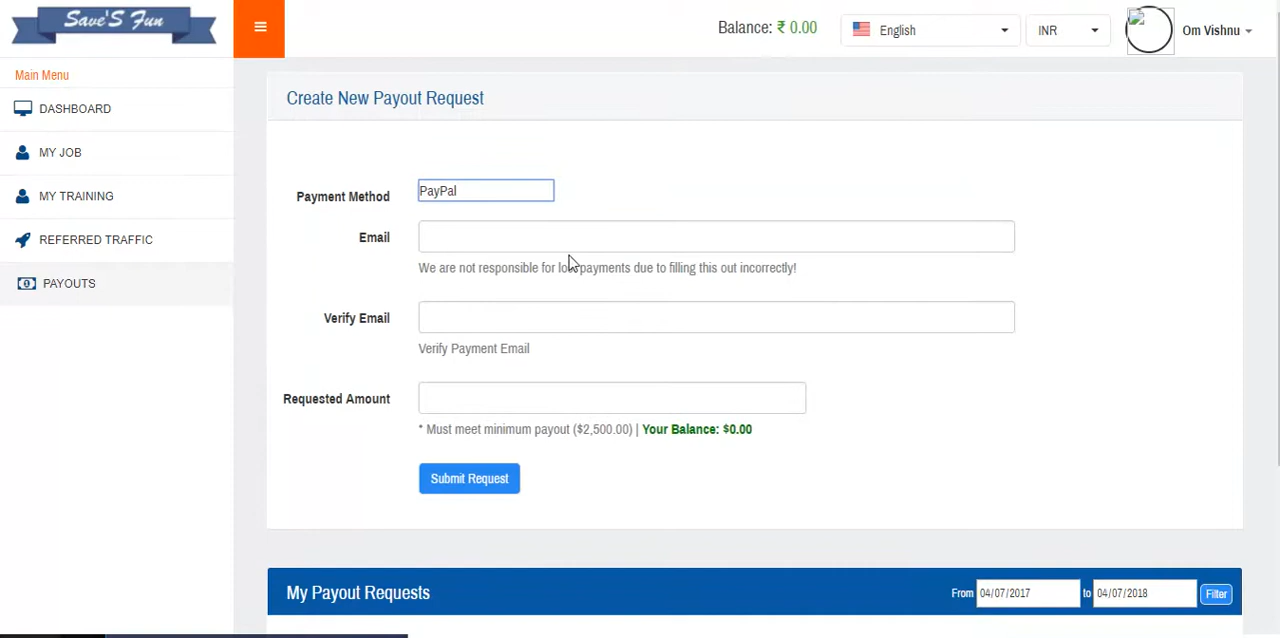 Save'S Fun
Balance: ₹ 0.00
English
INR
Om Vishnu
Main Menu
DASHBOARD
MY JOB
MY TRAINING
REFERRED TRAFFIC
PAYOUTS
Create New Payout Request
Payment Method
PayPal
Email
We are not responsible for payments due to filling this out incorrectly!
Verify Email
Verify Payment Email
Requested Amount
* Must meet minimum payout ($2,500.00) | Your Balance: $0.00
Submit Request
My Payout Requests
From 04/07/2017 to 04/07/2018 Filter